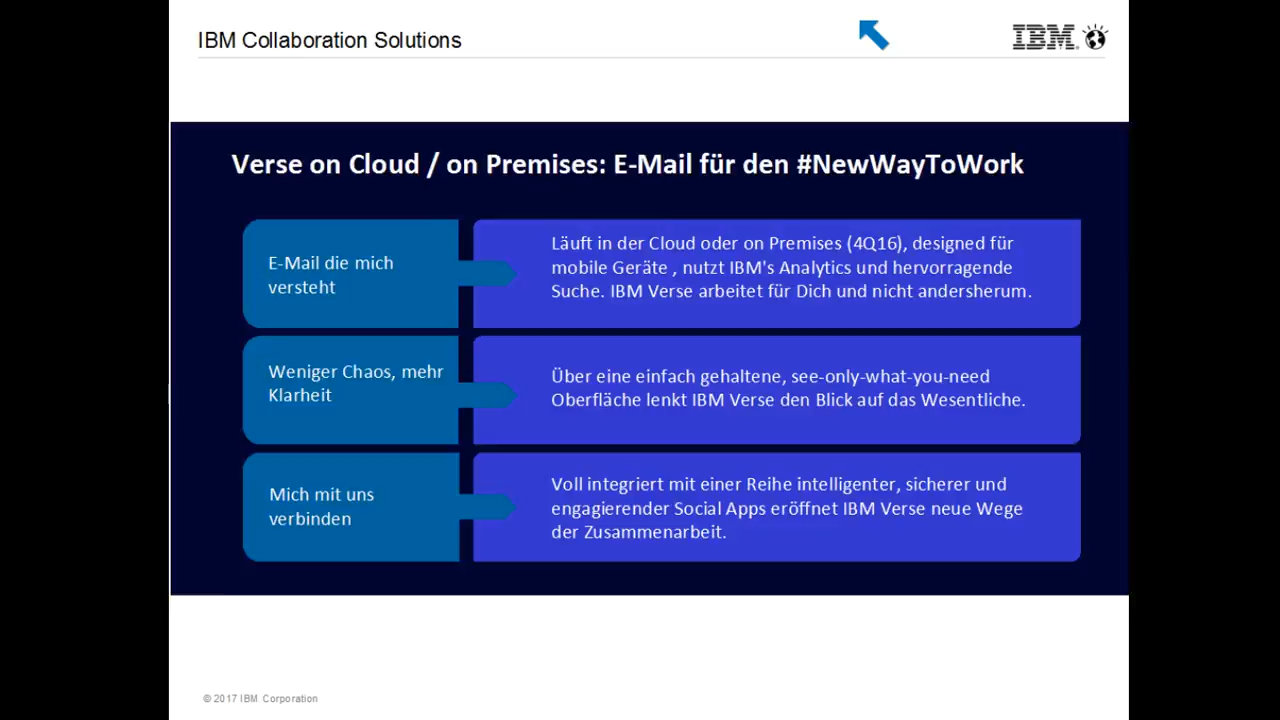 IBM Collaboration Solutions
IBM
Verse on Cloud / on Premises: E-Mail für den #NewWayToWork
E-Mail die mich
versteht
Läuft in der Cloud oder on Premises (4Q16), designed für
mobile Geräte , nutzt IBM's Analytics und hervorragende
Suche. IBM Verse arbeitet für Dich und nicht andersherum.
Weniger Chaos, mehr
Klarheit
Über eine einfach gehaltene, see-only-what-you-need
Oberfläche lenkt IBM Verse den Blick auf das Wesentliche.
Mich mit uns
verbinden
Voll integriert mit einer Reihe intelligenter, sicherer und
engagierender Social Apps eröffnet IBM Verse neue Wege
der Zusammenarbeit.
© 2017 IBM Corporation